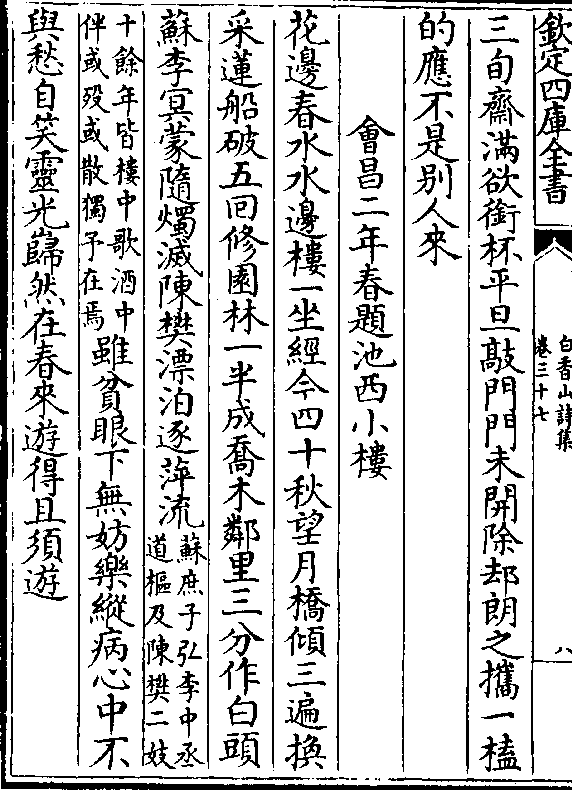 欽定四庫全書
白香山詩集
卷三十七
八
三旬齋滿欲銜杯平旦敲門門未開除却朗之攜一榼
的應不是别人來
會昌二年春題池西小樓
花邊春水水邊樓一坐經今四十秋望月橋傾三遍換
采蓮船破五回修園林一半成喬木鄰里三分作白頭
蘇李冥蒙隨燭滅陳樊漂泊逐萍流
蘇庶子弘李中丞
道樞及陳樊二妓
十餘年皆樓中歌酒中
伴或歿或散獨予在焉
雖貧眼下無妨樂縱病心中不
與愁自笑靈光巋然在春來遊得且須遊